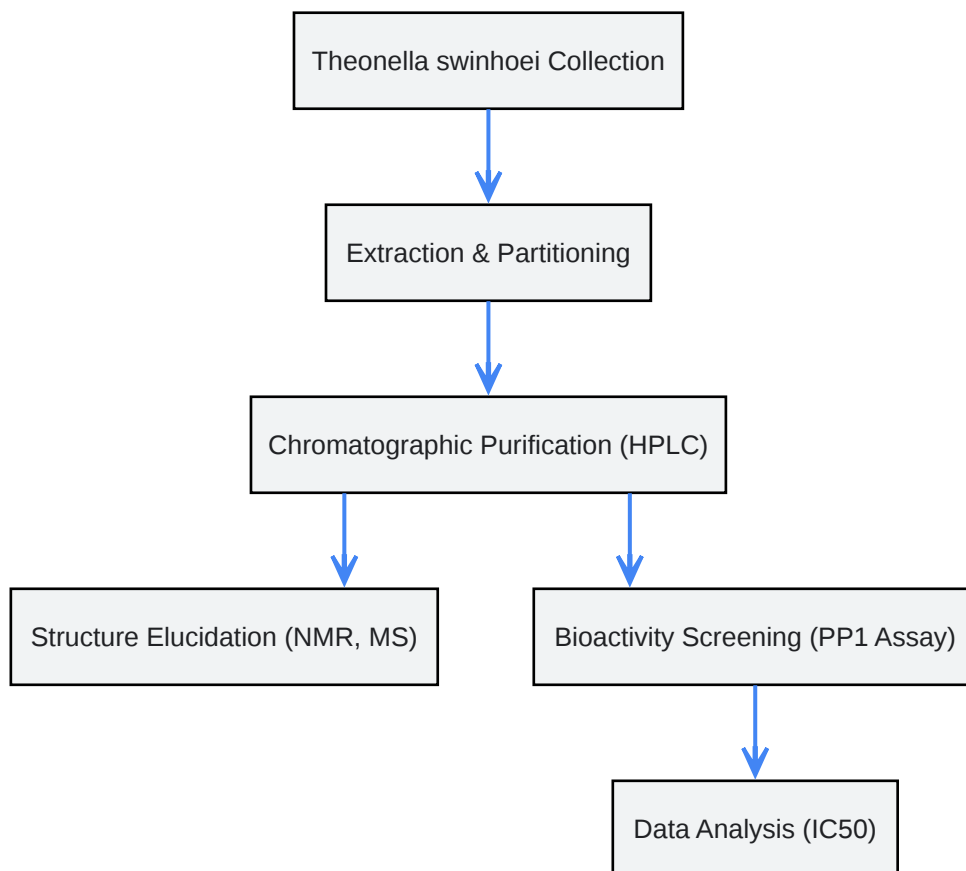 Theonella swinhoei Collection
Extraction & Partitioning
Chromatographic Purification (HPLC)
Structure Elucidation (NMR, MS)
Bioactivity Screening (PP1 Assay)
Data Analysis (IC50)